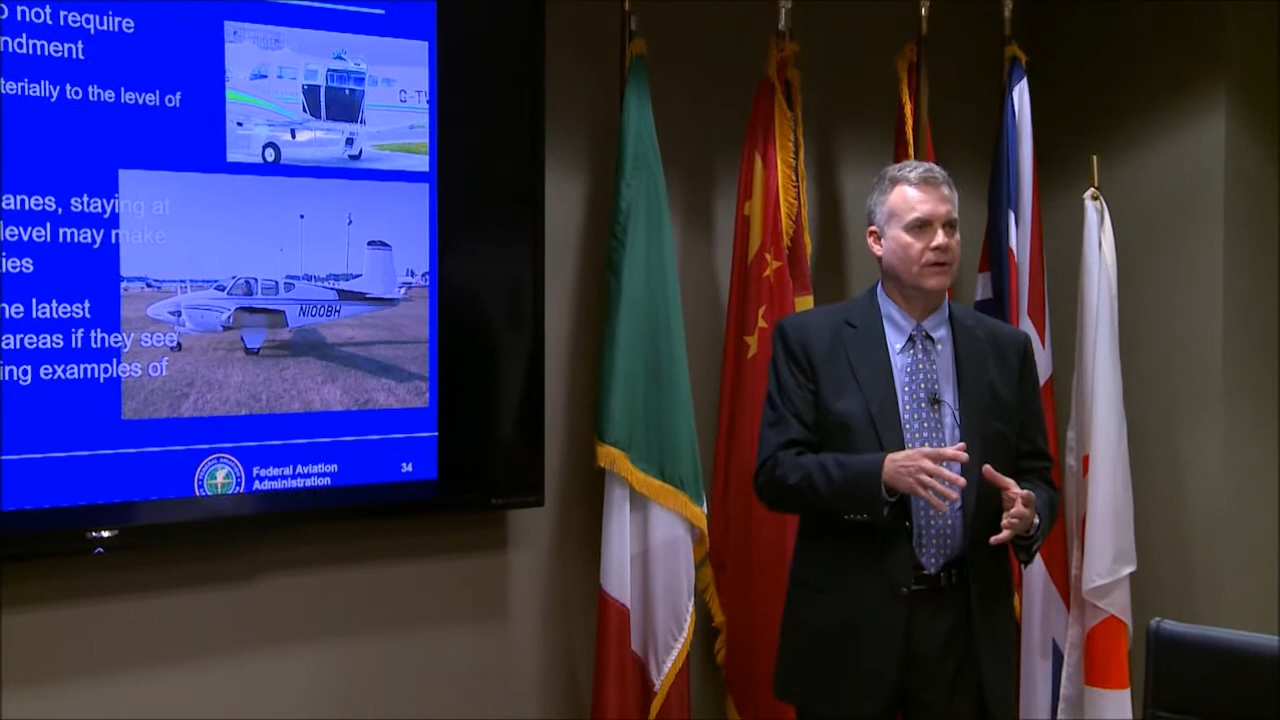 o not require
ndment
terially to the level of
G-TV
anes, staying at
level may make
ies
he latest
areas if they see
ing examples of
N100BH
Federal Aviation
Administration
34